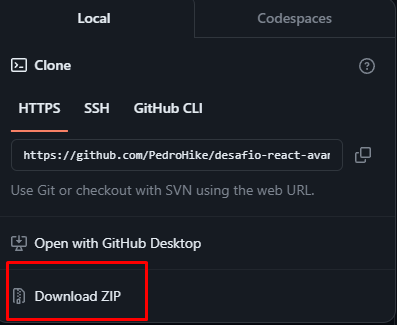 Local
Codespaces
Clone
HTTPS
SSH
GitHub CLI
https://github.com/PedroHike/desafio-react-avar
Use Git or checkout with SVN using the web URL.
Open with GitHub Desktop
Download ZIP